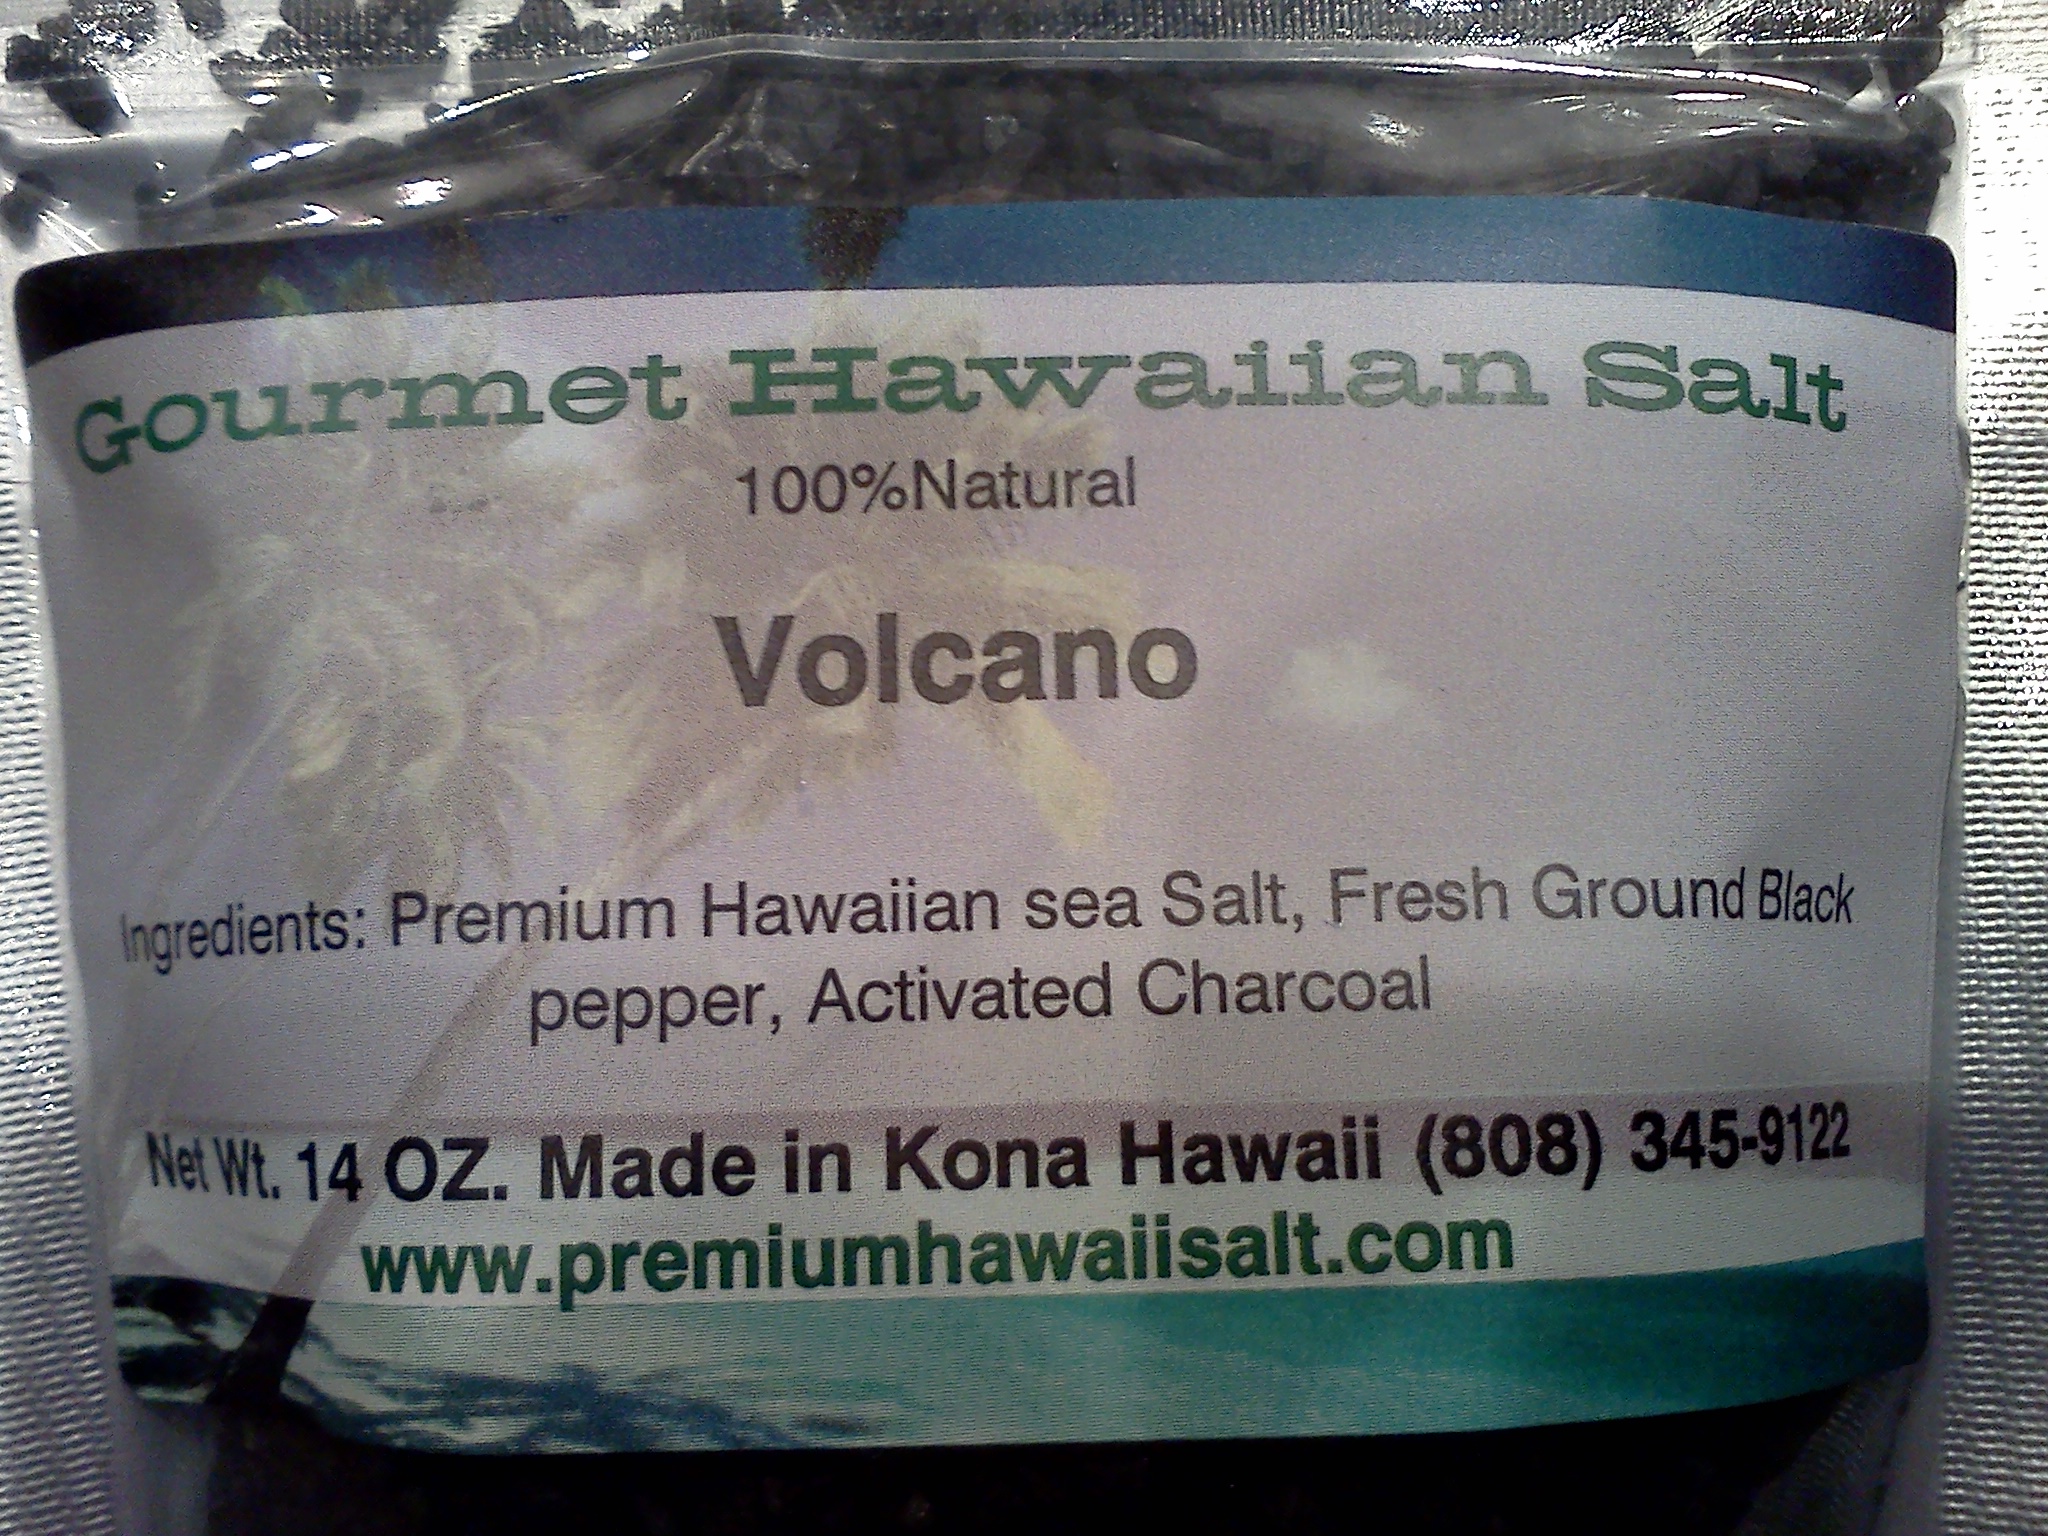 Gourmet Hawaiian Salt
100%Natural
Volcano
Ingredients: Premium Hawaiian sea Salt, Fresh Ground Black
pepper, Activated Charcoal
Net Wt. 14 OZ. Made in Kona Hawaii (808) 345-9122
www.premiumhawaiisalt.com